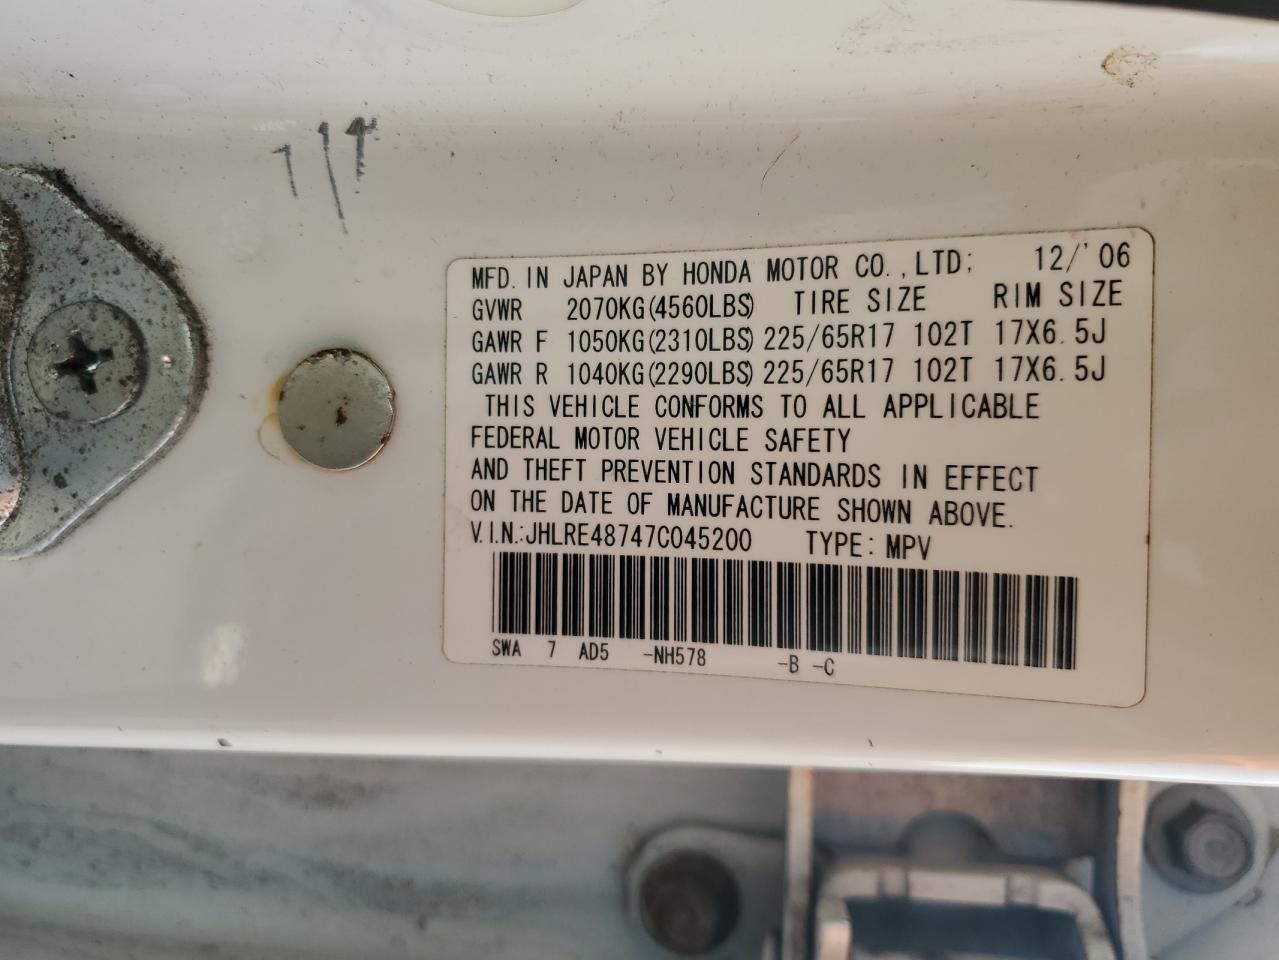 MFD. IN JAPAN BY HONDA MOTOR CO.,LTD; 12/'06
GVWR 2070KG(4560LBS) TIRE SIZE RIM SIZE
GAWR F 1050KG(2310LBS) 225/65R17 102T 17X6.5J
GAWR R 1040KG(2290LBS) 225/65R17 102T 17X6.5J
THIS VEHICLE CONFORMS TO ALL APPLICABLE
FEDERAL MOTOR VEHICLE SAFETY
AND THEFT PREVENTION STANDARDS IN EFFECT
ON THE DATE OF MANUFACTURE SHOWN ABOVE.
V.I.N.:JHLRE48747C045200 TYPE:MPV
SWA 7 AD5 -NH578 -B -C